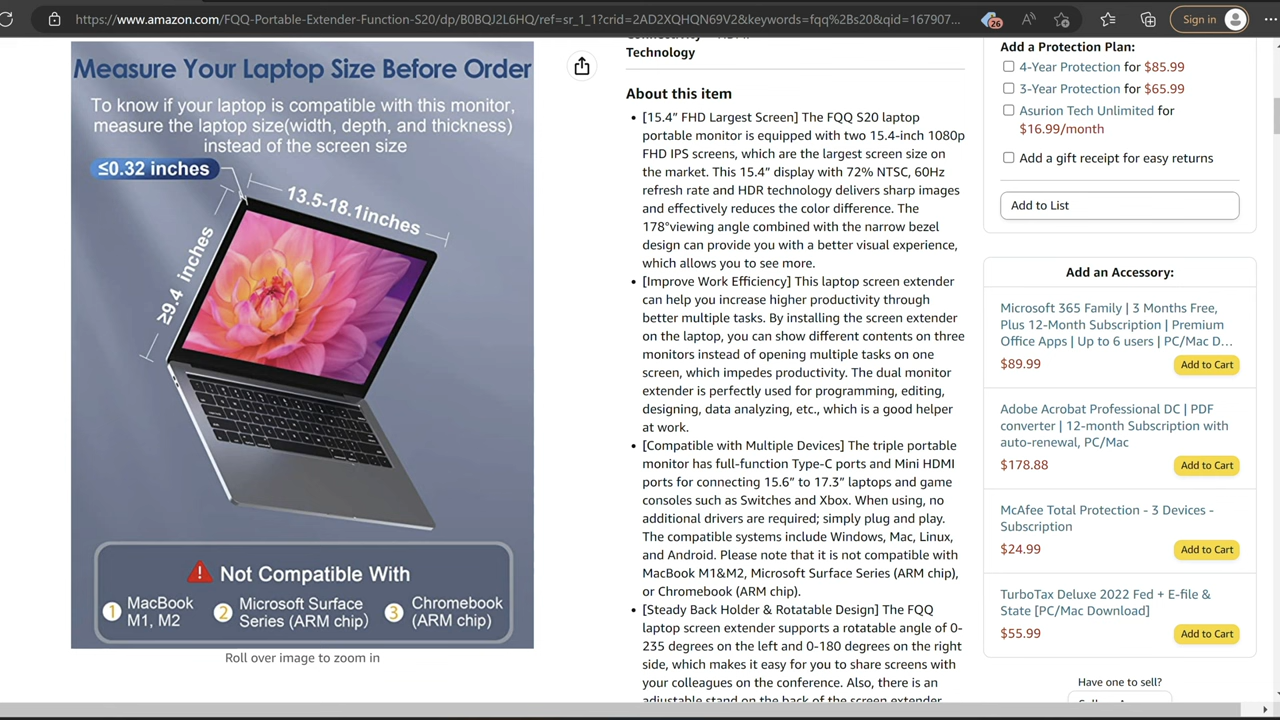 https://www.amazon.com/FQQ-Portable-Extender-Function-S20/dp/B0BQJ2L6HQ/ref=sr_1_1?crid=2AD2XQHQN69V2&keywords=fqq%2Bs20&qid=167907...
26
Sign in
Measure Your Laptop Size Before Order
To know if your laptop is compatible with this monitor,
measure the laptop size(width, depth, and thickness)
instead of the screen size
≤0.32 inches
13.5-18.1inches
≥9.4 inches
Not Compatible With
1 MacBook
M1, M2
2 Microsoft Surface
Series (ARM chip)
3 Chromebook
(ARM chip)
Roll over image to zoom in
Technology
About this item
[15.4” FHD Largest Screen] The FQQ S20 laptop
portable monitor is equipped with two 15.4-inch 1080p
FHD IPS screens, which are the largest screen size on
the market. This 15.4” display with 72% NTSC, 60Hz
refresh rate and HDR technology delivers sharp images
and effectively reduces the color difference. The
178°viewing angle combined with the narrow bezel
design can provide you with a better visual experience,
which allows you to see more.
[Improve Work Efficiency] This laptop screen extender
can help you increase higher productivity through
better multiple tasks. By installing the screen extender
on the laptop, you can show different contents on three
monitors instead of opening multiple tasks on one
screen, which impedes productivity. The dual monitor
extender is perfectly used for programming, editing,
designing, data analyzing, etc., which is a good helper
at work.
[Compatible with Multiple Devices] The triple portable
monitor has full-function Type-C ports and Mini HDMI
ports for connecting 15.6” to 17.3” laptops and game
consoles such as Switches and Xbox. When using, no
additional drivers are required; simply plug and play.
The compatible systems include Windows, Mac, Linux,
and Android. Please note that it is not compatible with
MacBook M1&M2, Microsoft Surface Series (ARM chip),
or Chromebook (ARM chip).
[Steady Back Holder & Rotatable Design] The FQQ
laptop screen extender supports a rotatable angle of 0-
235 degrees on the left and 0-180 degrees on the right
side, which makes it easy for you to share screens with
your colleagues on the conference. Also, there is an
adjustable stand on the back of the screen extender
Add a Protection Plan:
4-Year Protection for $85.99
3-Year Protection for $65.99
Asurion Tech Unlimited for
$16.99/month
Add a gift receipt for easy returns
Add to List
Add an Accessory:
Microsoft 365 Family | 3 Months Free,
Plus 12-Month Subscription | Premium
Office Apps | Up to 6 users | PC/Mac D...
$89.99
Add to Cart
Adobe Acrobat Professional DC | PDF
converter | 12-month Subscription with
auto-renewal, PC/Mac
$178.88
Add to Cart
McAfee Total Protection - 3 Devices -
Subscription
$24.99
Add to Cart
TurboTax Deluxe 2022 Fed + E-file &
State [PC/Mac Download]
$55.99
Add to Cart
Have one to sell?